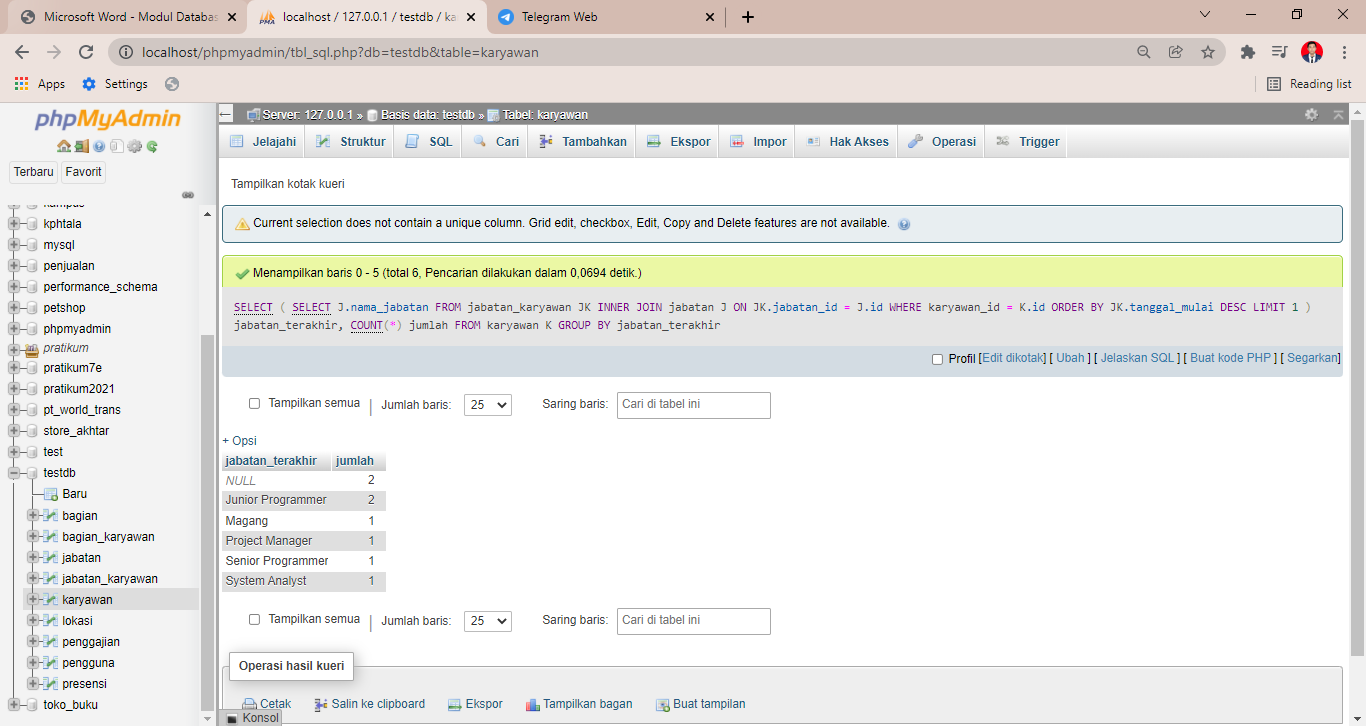 Microsoft Word - Modul Databas
localhost / 127.0.0.1 / testdb / ka
Telegram Web
localhost/phpmyadmin/tbl_sql.php?db=testdb&table=karyawan
Apps
Settings
Reading list
phpMyAdmin
Terbaru
Favorit
kampus
kphtala
mysql
penjualan
performance_schema
petshop
phpmyadmin
pratikum
pratikum7e
pratikum2021
pt_world_trans
store_akhtar
test
testdb
Baru
bagian
bagian_karyawan
jabatan
jabatan_karyawan
karyawan
lokasi
penggajian
pengguna
presensi
toko_buku
Server: 127.0.0.1 » Basis data: testdb » Tabel: karyawan
Jelajahi
Struktur
SQL
Cari
Tambahkan
Ekspor
Impor
Hak Akses
Operasi
Trigger
Tampilkan kotak kueri
Current selection does not contain a unique column. Grid edit, checkbox, Edit, Copy and Delete features are not available.
Menampilkan baris 0 - 5 (total 6, Pencarian dilakukan dalam 0,0694 detik.)
SELECT ( SELECT J.nama_jabatan FROM jabatan_karyawan JK INNER JOIN jabatan J ON JK.jabatan_id = J.id WHERE karyawan_id = K.id ORDER BY JK.tanggal_mulai DESC LIMIT 1 )
jabatan_terakhir, COUNT(*) jumlah FROM karyawan K GROUP BY jabatan_terakhir
Profil [Edit dikotak] [ Ubah ] [ Jelaskan SQL ] [ Buat kode PHP ] [ Segarkan]
Tampilkan semua | Jumlah baris: 25 Saring baris: Cari di tabel ini
+ Opsi
jabatan_terakhir jumlah
NULL 2
Junior Programmer 2
Magang 1
Project Manager 1
Senior Programmer 1
System Analyst 1
Tampilkan semua | Jumlah baris: 25 Saring baris: Cari di tabel ini
Operasi hasil kueri
Cetak
Salin ke clipboard
Ekspor
Tampilkan bagan
Buat tampilan
Konsol